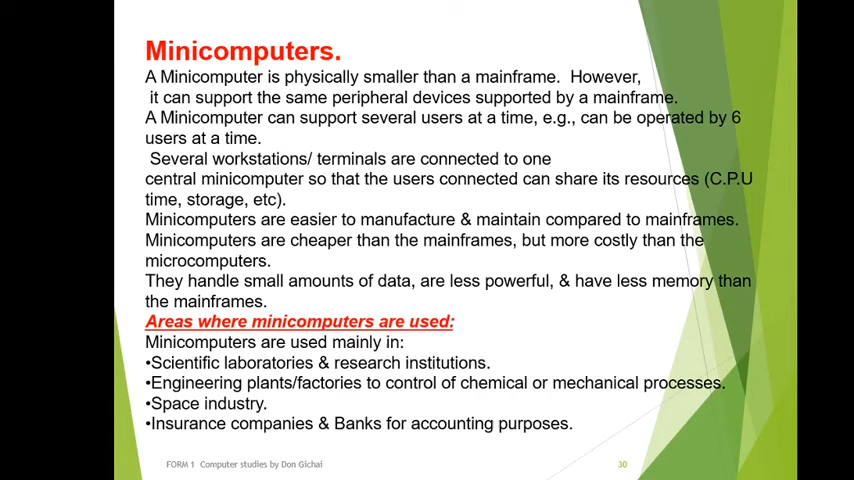 Minicomputers.
A Minicomputer is physically smaller than a mainframe.  However,
it can support the same peripheral devices supported by a mainframe.
A Minicomputer can support several users at a time, e.g., can be operated by 6
users at a time.
Several workstations/ terminals are connected to one
central minicomputer so that the users connected can share its resources (C.P.U
time, storage, etc).
Minicomputers are easier to manufacture & maintain compared to mainframes.
Minicomputers are cheaper than the mainframes, but more costly than the
microcomputers.
They handle small amounts of data, are less powerful, & have less memory than
the mainframes.
Areas where minicomputers are used:
Minicomputers are used mainly in:
•Scientific laboratories & research institutions.
•Engineering plants/factories to control of chemical or mechanical processes.
•Space industry.
•Insurance companies & Banks for accounting purposes.
FORM 1  Computer studies by Don Gichai
30